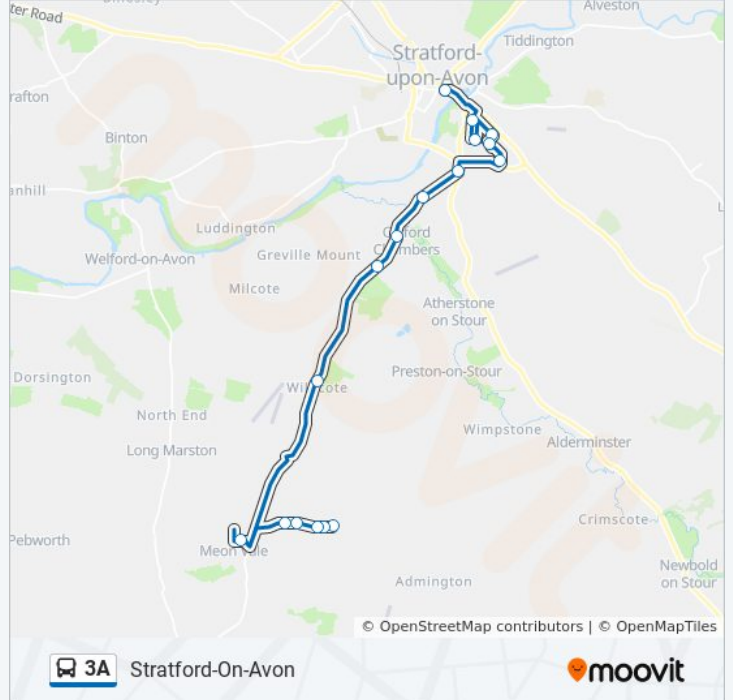 Alveston
ter Road
Tiddington
Stratford-
upon-Avon
rafton
Binton
anhill
Luddington
Clifford
Chambers
Welford-on-Avon
Greville Mount
Milcote
Atherstone
on Stour
Dorsington
Willicote
Preston-on-Stour
North End
Wimpstone
Alderminster
Long Marston
Crimscote
Pebworth
Meon Vale
Newbold
on Stour
Admington
© OpenStreetMap contributors | © OpenMapTiles
3A Stratford-On-Avon
moovit